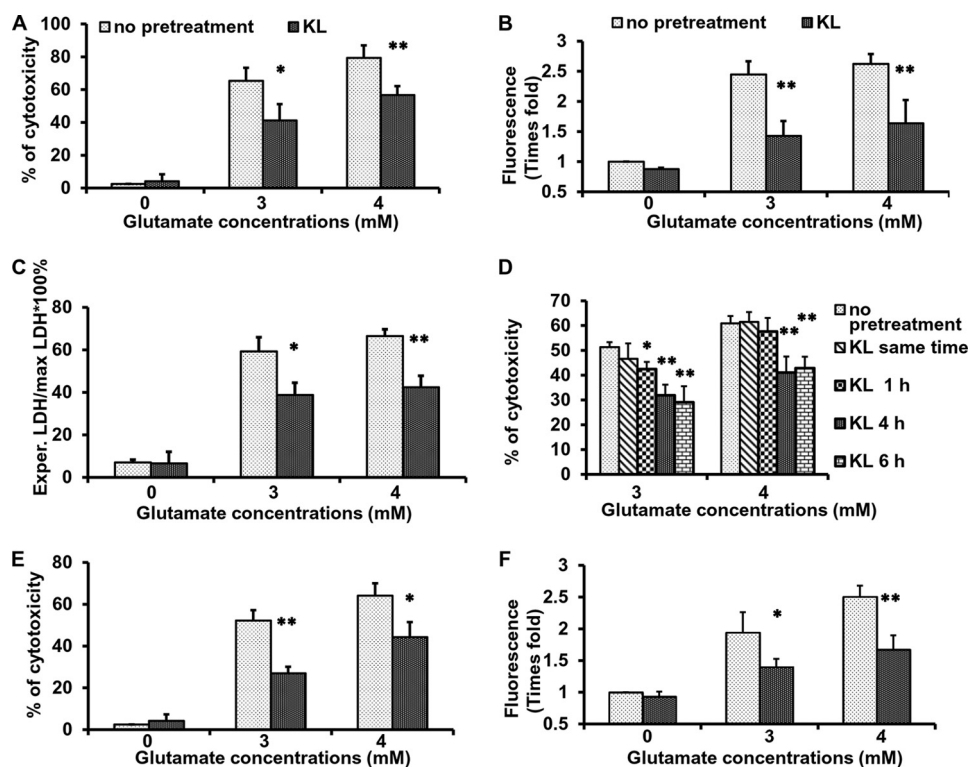 A
no pretreatment
KL
% of cytotoxicity
100
80
60
40
20
0
*
**
0
3
4
Glutamate concentrations (mM)
B
no pretreatment
KL
Fluorescence
(Times fold)
3
2.5
2
1.5
1
0.5
**
**
0
3
4
Glutamate concentrations (mM)
C
Exper. LDH/max LDH*100%
80
60
40
20
0
*
**
0
3
4
Glutamate concentrations (mM)
D
% of cytotoxicity
70
60
50
40
30
20
10
0
*
**
**
**
**
3
4
Glutamate concentrations (mM)
no
pretreatment
KL same time
KL 1 h
KL 4 h
KL 6 h
E
% of cytotoxicity
80
60
40
20
0
**
*
0
3
4
Glutamate concentrations (mM)
F
Fluorescence
(Times fold)
3
2.5
2
1.5
1
0.5
*
**
0
3
4
Glutamate concentrations (mM)